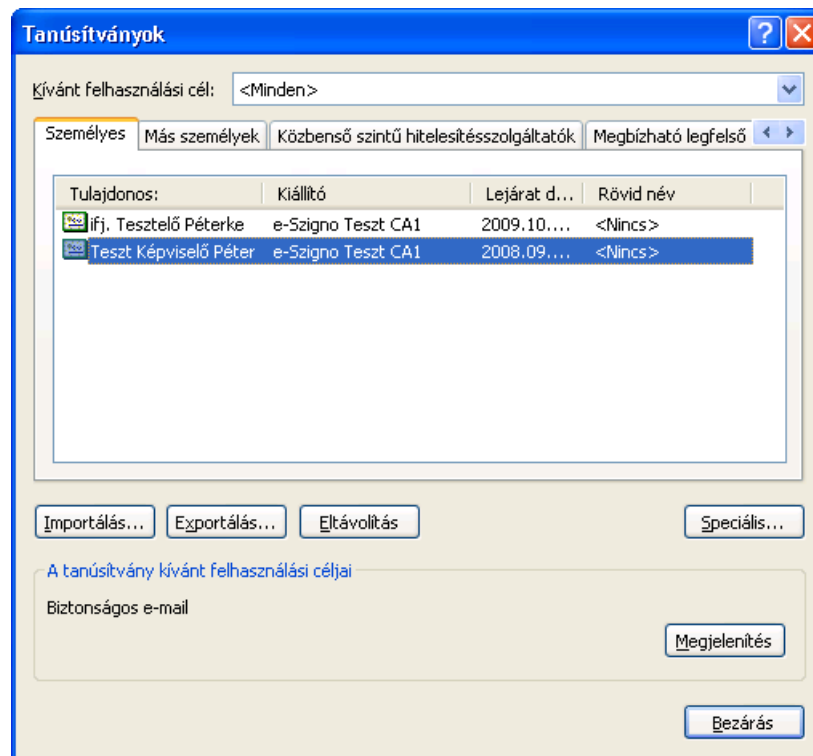 Tanúsítványok
Kívánt felhasználási cél: <Minden>
Személyes Más személyek Közbenső szintű hitelesítésszolgáltatók Megbízható legfelső
Tulajdonos: Kiállító Lejárat d... Rövid név
ifj. Tesztelő Péterke e-Szigno Teszt CA1 2009.10.... <Nincs>
Teszt Képviselő Péter e-Szigno Teszt CA1 2008.09.... <Nincs>
Importálás... Exportálás... Eltávolítás Speciális...
A tanúsítvány kívánt felhasználási céljai
Biztonságos e-mail
Megjelenítés
Bezárás